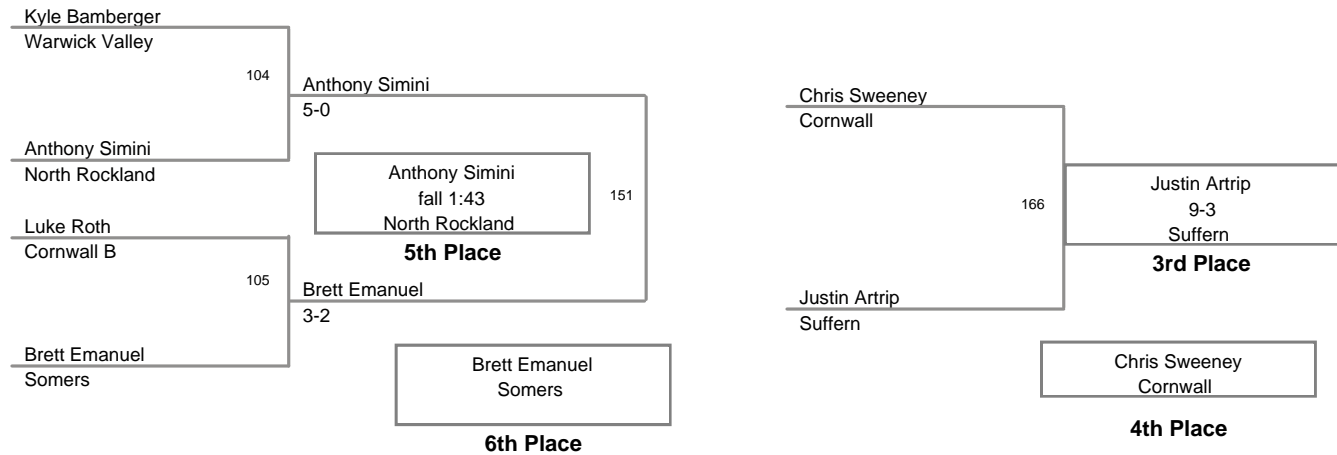 Kyle Bamberger
Warwick Valley
104
Anthony Simini
5-0
Anthony Simini
North Rockland
Anthony Simini
fall 1:43
North Rockland
5th Place
151
Luke Roth
Cornwall B
105
Brett Emanuel
3-2
Brett Emanuel
Somers
Brett Emanuel
Somers
6th Place
Chris Sweeney
Cornwall
166
Justin Artrip
9-3
Suffern
3rd Place
Justin Artrip
Suffern
Chris Sweeney
Cornwall
4th Place